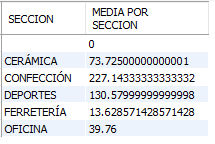 SECCION MEDIA POR SECCION
0
CERÁMICA 73.72500000000001
CONFECCIÓN 227.14333333333332
DEPORTES 130.57999999999998
FERRETERÍA 13.628571428571428
OFICINA 39.76